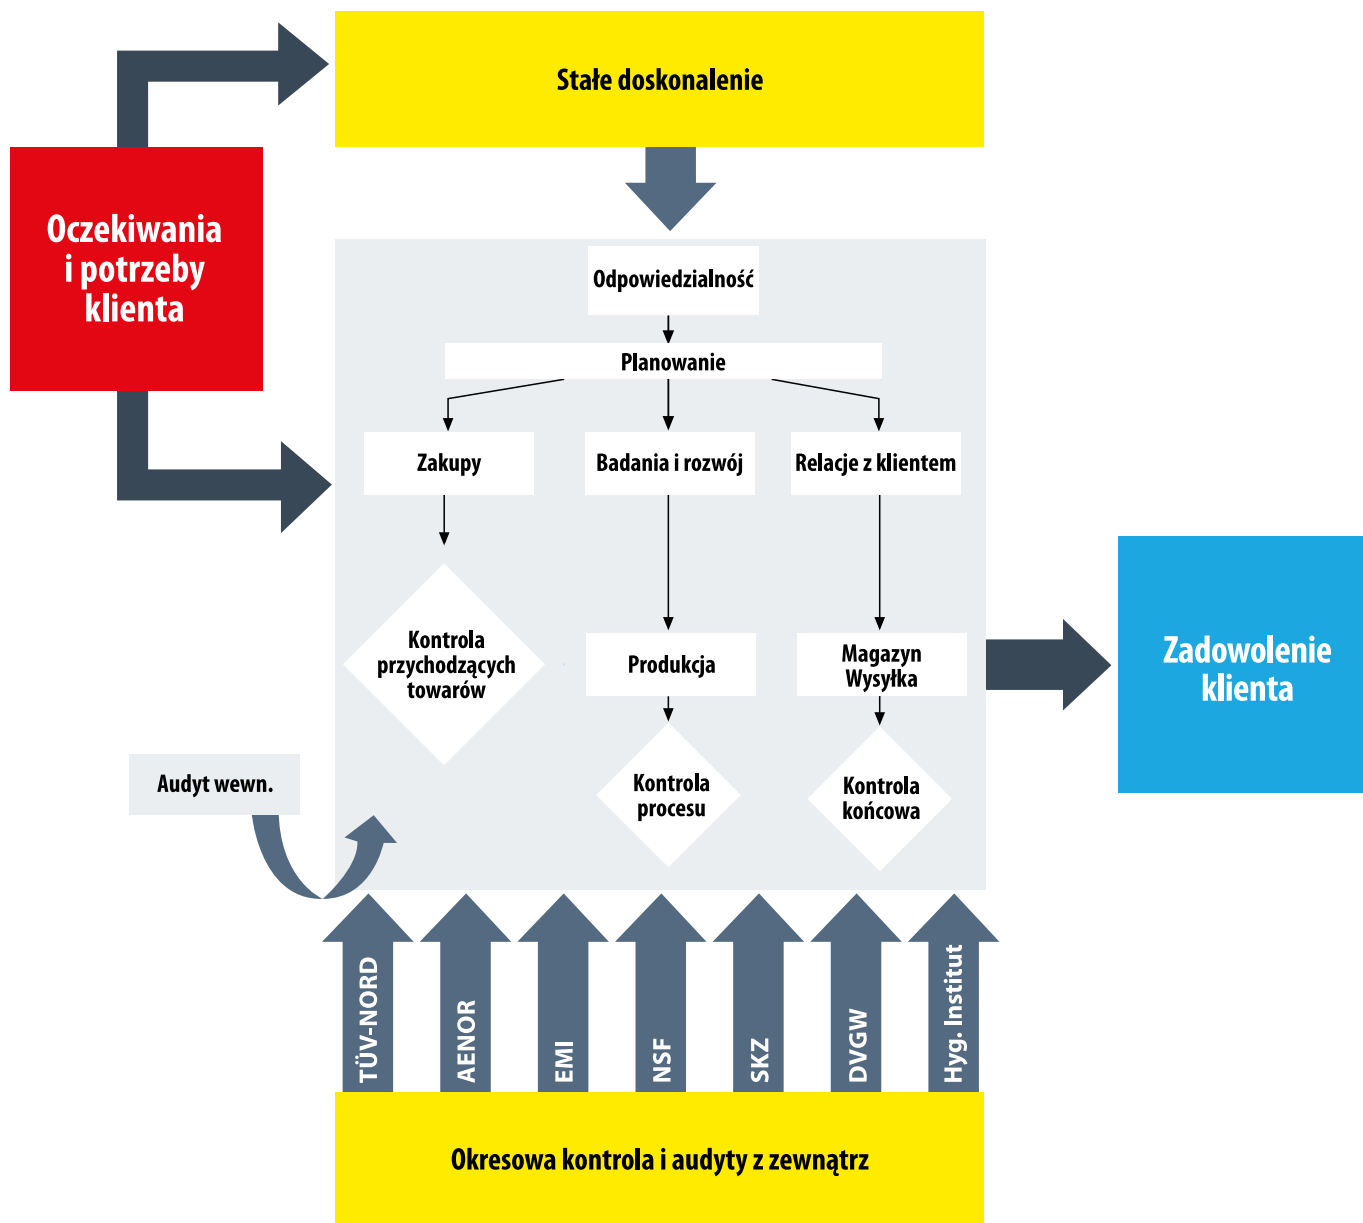 Stałe doskonalenie
Oczekiwania
i potrzeby
klienta
Odpowiedzialność
Planowanie
Zakupy
Badania i rozwój
Relacje z klientem
Kontrola
przychodzących
towarów
Produkcja
Magazyn
Wysyłka
Zadowolenie
klienta
Audyt wewn.
Kontrola
procesu
Kontrola
końcowa
TÜV-NORD
AENOR
EMI
NSF
SKZ
DVGW
Hyg. Institut
Okresowa kontrola i audyty z zewnątrz